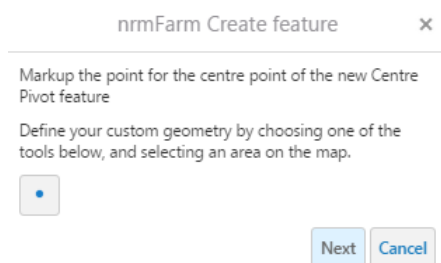 nrmFarm Create feature ×
Markup the point for the centre point of the new Centre
Pivot feature
Define your custom geometry by choosing one of the
tools below, and selecting an area on the map.
Next Cancel